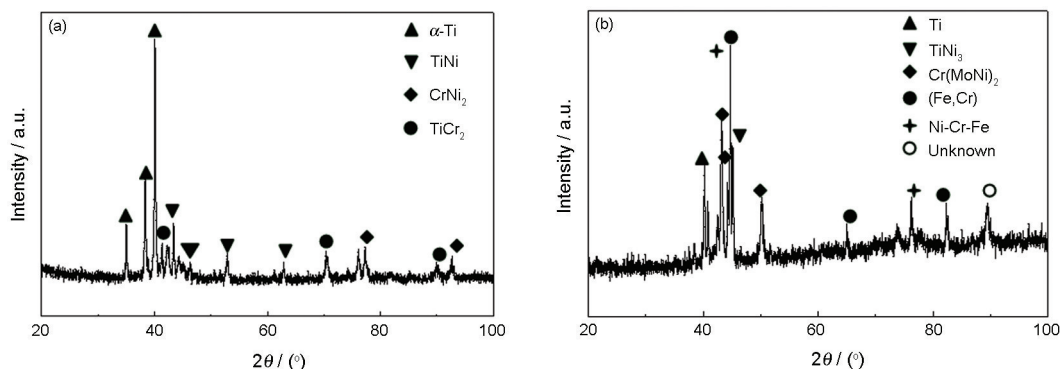 (a)
α-Ti
TiNi
CrNi₂
TiCr₂
Intensity / a.u.
20 40 60 80 100
2θ / (°)
(b)
Ti
TiNi₃
Cr(MoNi)₂
(Fe,Cr)
Ni-Cr-Fe
Unknown
Intensity / a.u.
20 40 60 80 100
2θ / (°)